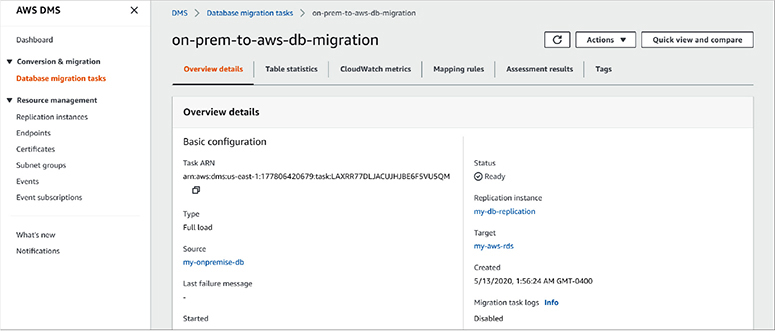 AWS DMS
Dashboard
Conversion & migration
Database migration tasks
Resource management
Replication instances
Endpoints
Certificates
Subnet groups
Events
Event subscriptions
What's new
Notifications
DMS > Database migration tasks > on-prem-to-aws-db-migration
on-prem-to-aws-db-migration
Actions
Quick view and compare
Overview details
Table statistics
CloudWatch metrics
Mapping rules
Assessment results
Tags
Overview details
Basic configuration
Task ARN
arn:aws:dms:us-east-1:177806420679:task:LAXRR77DLJACUJHJBE6F5VUSQM
Type
Full load
Source
my-onpremise-db
Last failure message
-
Started
Status
Ready
Replication instance
my-db-replication
Target
my-aws-rds
Created
5/13/2020, 1:56:24 AM GMT-0400
Migration task logs Info
Disabled